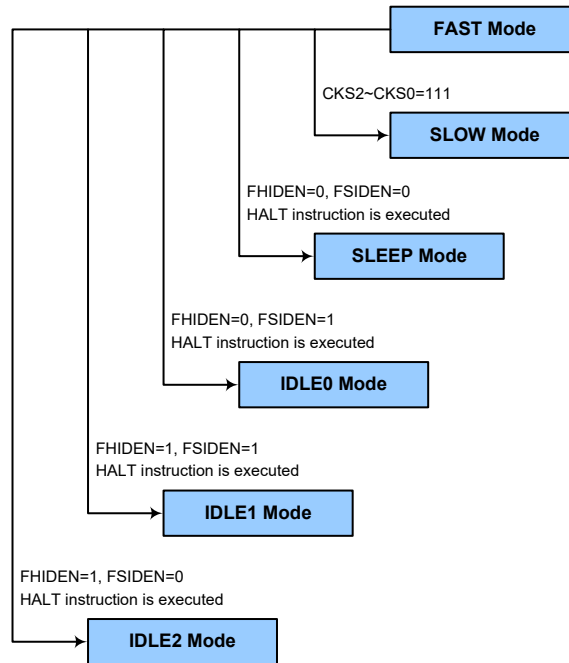 FAST Mode
CKS2~CKS0=111
SLOW Mode
FHIDEN=0, FSIDEN=0
HALT instruction is executed
SLEEP Mode
FHIDEN=0, FSIDEN=1
HALT instruction is executed
IDLE0 Mode
FHIDEN=1, FSIDEN=1
HALT instruction is executed
IDLE1 Mode
FHIDEN=1, FSIDEN=0
HALT instruction is executed
IDLE2 Mode